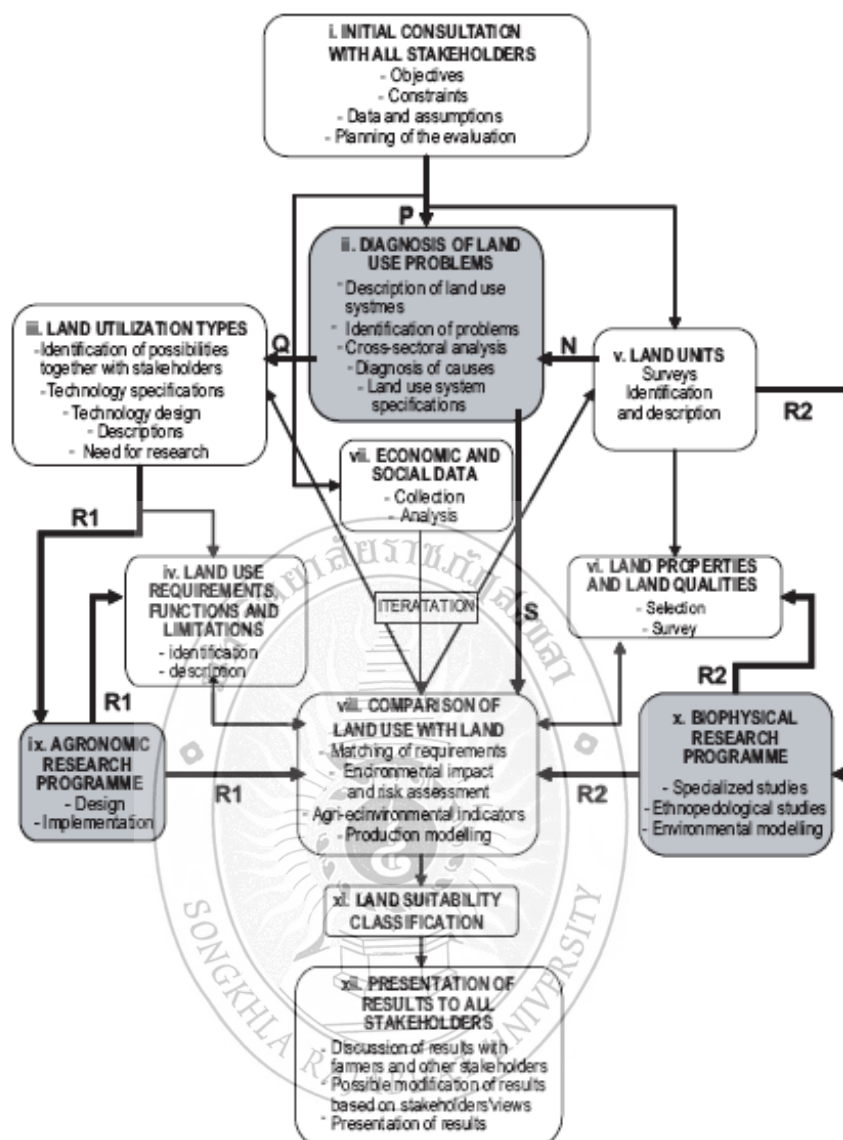 i. INITIAL CONSULTATION
WITH ALL STAKEHOLDERS
- Objectives
- Constraints
- Data and assumptions
- Planning of the evaluation
P
ii. DIAGNOSIS OF LAND
USE PROBLEMS
- Description of land use
systmes
- Identification of problems
- Cross-sectoral analysis
- Diagnosis of causes
- Land use system
specifications
iii. LAND UTILIZATION TYPES
-Identification of possibilities
together with stakeholders
- Technology specifications
- Technology design
- Descriptions
- Need for research
Q
N
v. LAND UNITS
Surveys
Identification
and description
R2
vii. ECONOMIC AND
SOCIAL DATA
- Collection
- Analysis
R1
iv. LAND USE
REQUIREMENTS,
FUNCTIONS AND
LIMITATIONS
- identification
- description
ITERATATION
S
vi. LAND PROPERTIES
AND LAND QUALITIES
- Selection
- Survey
R1
R2
viii. COMPARISON OF
LAND USE WITH LAND
- Matching of requirements
- Environmental impact
and risk assessment
- Agri-ecinvironmental indicators
- Production modelling
ix. AGRONOMIC
RESEARCH
PROGRAMME
- Design
- Implementation
R1
R2
x. BIOPHYSICAL
RESEARCH
PROGRAMME
- Specialized studies
- Ethnopedological studies
- Environmental modelling
xi. LAND SUITABILITY
CLASSIFICATION
xii. PRESENTATION OF
RESULTS TO ALL
STAKEHOLDERS
- Discussion of results with
farmers and other stakeholders
- Possible modification of results
based on stakeholders'views
- Presentation of results
SONGKHLA RAJABHAT UNIVERSITY